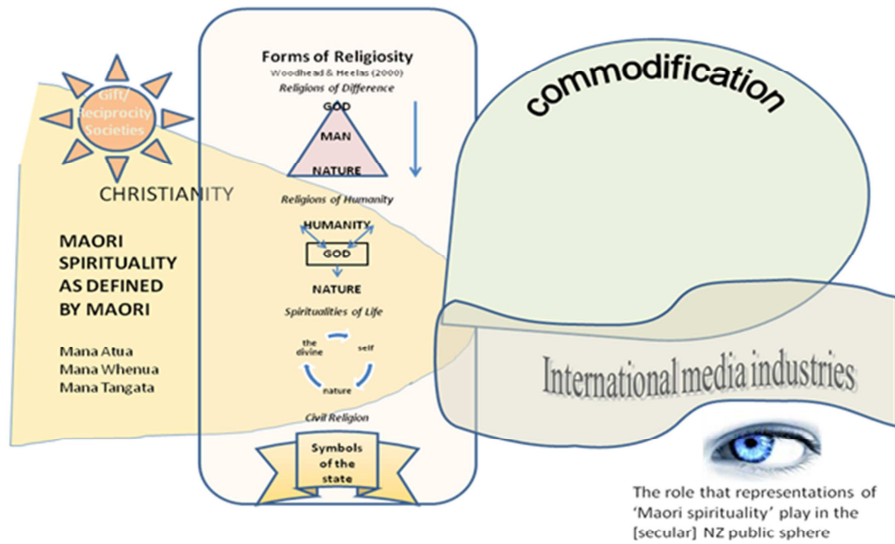 Gift/
Reciprocity
Societies
CHRISTIANITY
MAORI
SPIRITUALITY
AS DEFINED
BY MAORI
Mana Atua
Mana Whenua
Mana Tangata
Forms of Religiosity
Woodhead & Heelas (2000)
Religions of Difference
GOD
MAN
NATURE
Religions of Humanity
HUMANITY
GOD
NATURE
Spiritualities of Life
the
divine
self
nature
Civil Religion
Symbols
of the
state
commodification
International media industries
The role that representations of
‘Maori spirituality’ play in the
[secular] NZ public sphere